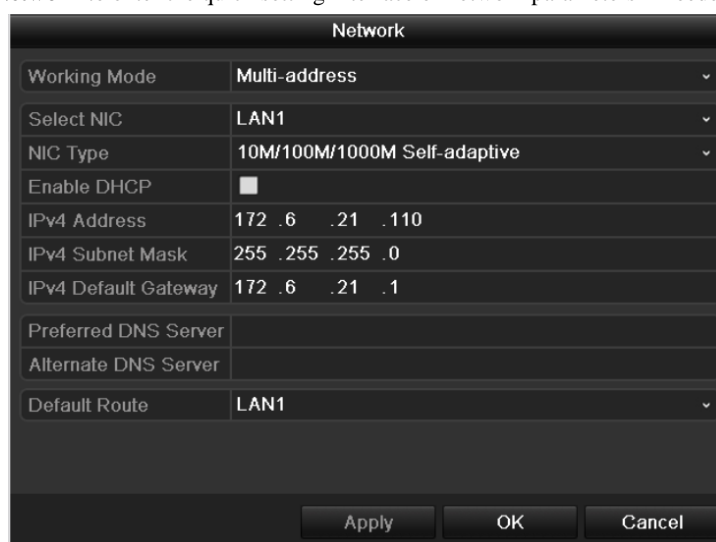 Network
Working Mode Multi-address
Select NIC LAN1
NIC Type 10M/100M/1000M Self-adaptive
Enable DHCP
IPv4 Address 172 .6 .21 .110
IPv4 Subnet Mask 255 .255 .255 .0
IPv4 Default Gateway 172 .6 .21 .1
Preferred DNS Server
Alternate DNS Server
Default Route LAN1
Apply OK Cancel